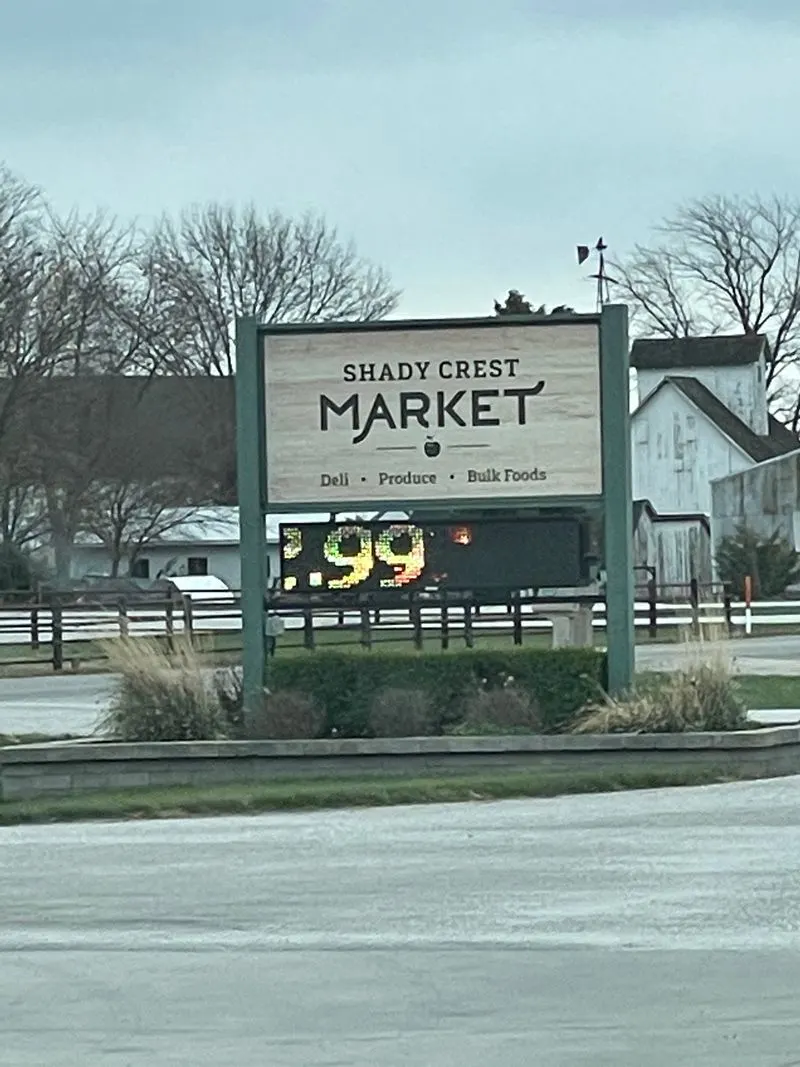 SHADY CREST
MARKET
Deli • Produce • Bulk Foods
.99